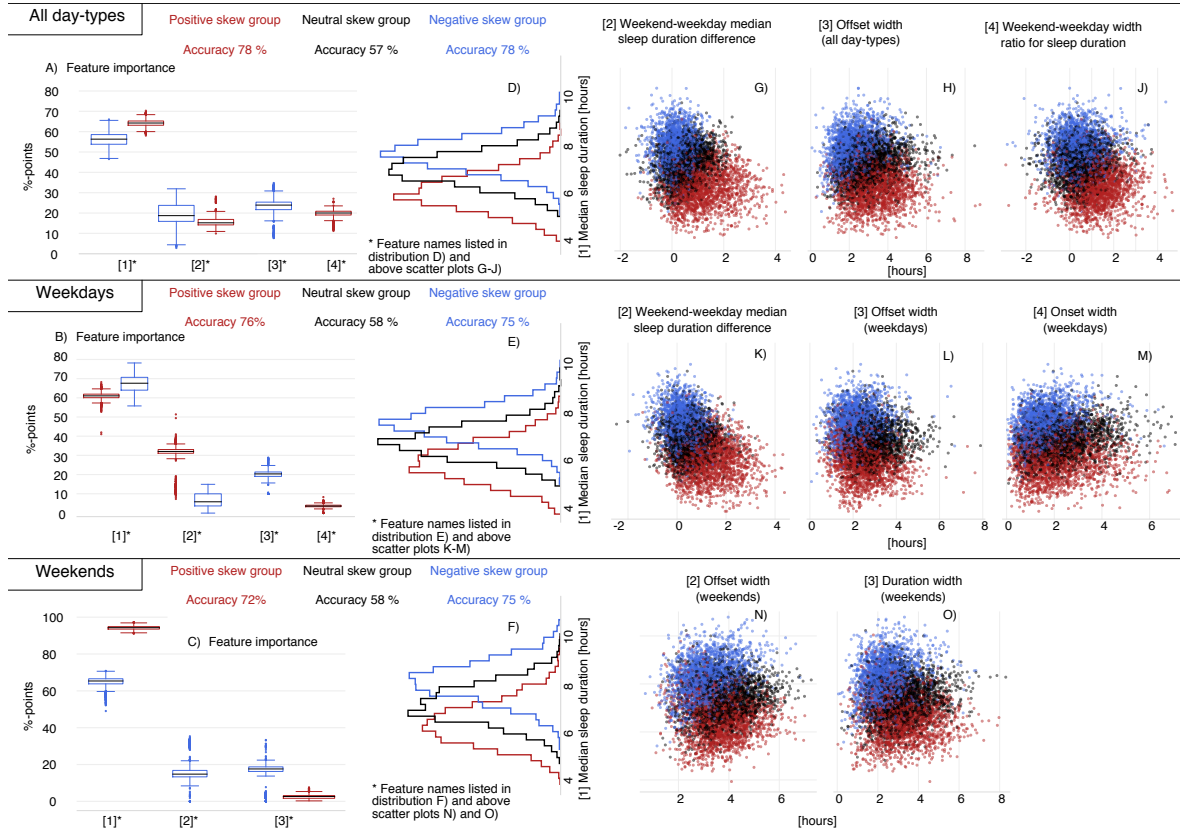 All day-types
Positive skew group
Neutral skew group
Negative skew group
Accuracy 78 %
Accuracy 57 %
Accuracy 78 %
A) Feature importance
80
70
60
50
40
30
20
10
0
%-points
[1]*
[2]*
[3]*
[4]*
D)
* Feature names listed in
distribution D) and
above scatter plots G-J)
4
6
8
10
[1] Median sleep duration [hours]
[2] Weekend-weekday median
sleep duration difference
G)
-2
0
2
4
[3] Offset width
(all day-types)
H)
0
2
4
6
8
[hours]
[4] Weekend-weekday width
ratio for sleep duration
J)
-2
0
2
4
Weekdays
Positive skew group
Neutral skew group
Negative skew group
Accuracy 76%
Accuracy 58 %
Accuracy 75 %
B) Feature importance
80
70
60
50
40
30
20
10
0
%-points
[1]*
[2]*
[3]*
[4]*
E)
* Feature names listed in
distribution E) and above
scatter plots K-M)
4
6
8
10
[1] Median sleep duration [hours]
[2] Weekend-weekday median
sleep duration difference
K)
-2
0
2
4
[3] Offset width
(weekdays)
L)
0
2
4
6
8
[hours]
[4] Onset width
(weekdays)
M)
0
2
4
6
Weekends
Positive skew group
Neutral skew group
Negative skew group
Accuracy 72%
Accuracy 58 %
Accuracy 75 %
C) Feature importance
100
80
60
40
20
0
%-points
[1]*
[2]*
[3]*
F)
* Feature names listed in
distribution F) and above
scatter plots N) and O)
4
6
8
10
[1] Median sleep duration [hours]
[2] Offset width
(weekends)
N)
2
4
6
8
[3] Duration width
(weekends)
O)
0
2
4
6
8
[hours]